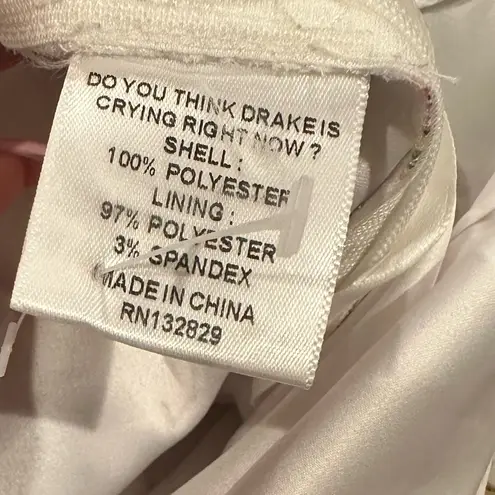 DO YOU THINK DRAKE IS
CRYING RIGHT NOW ?
SHELL :
100% POLYESTER
LINING :
97% POLYESTER
3% SPANDEX
MADE IN CHINA
RN132829